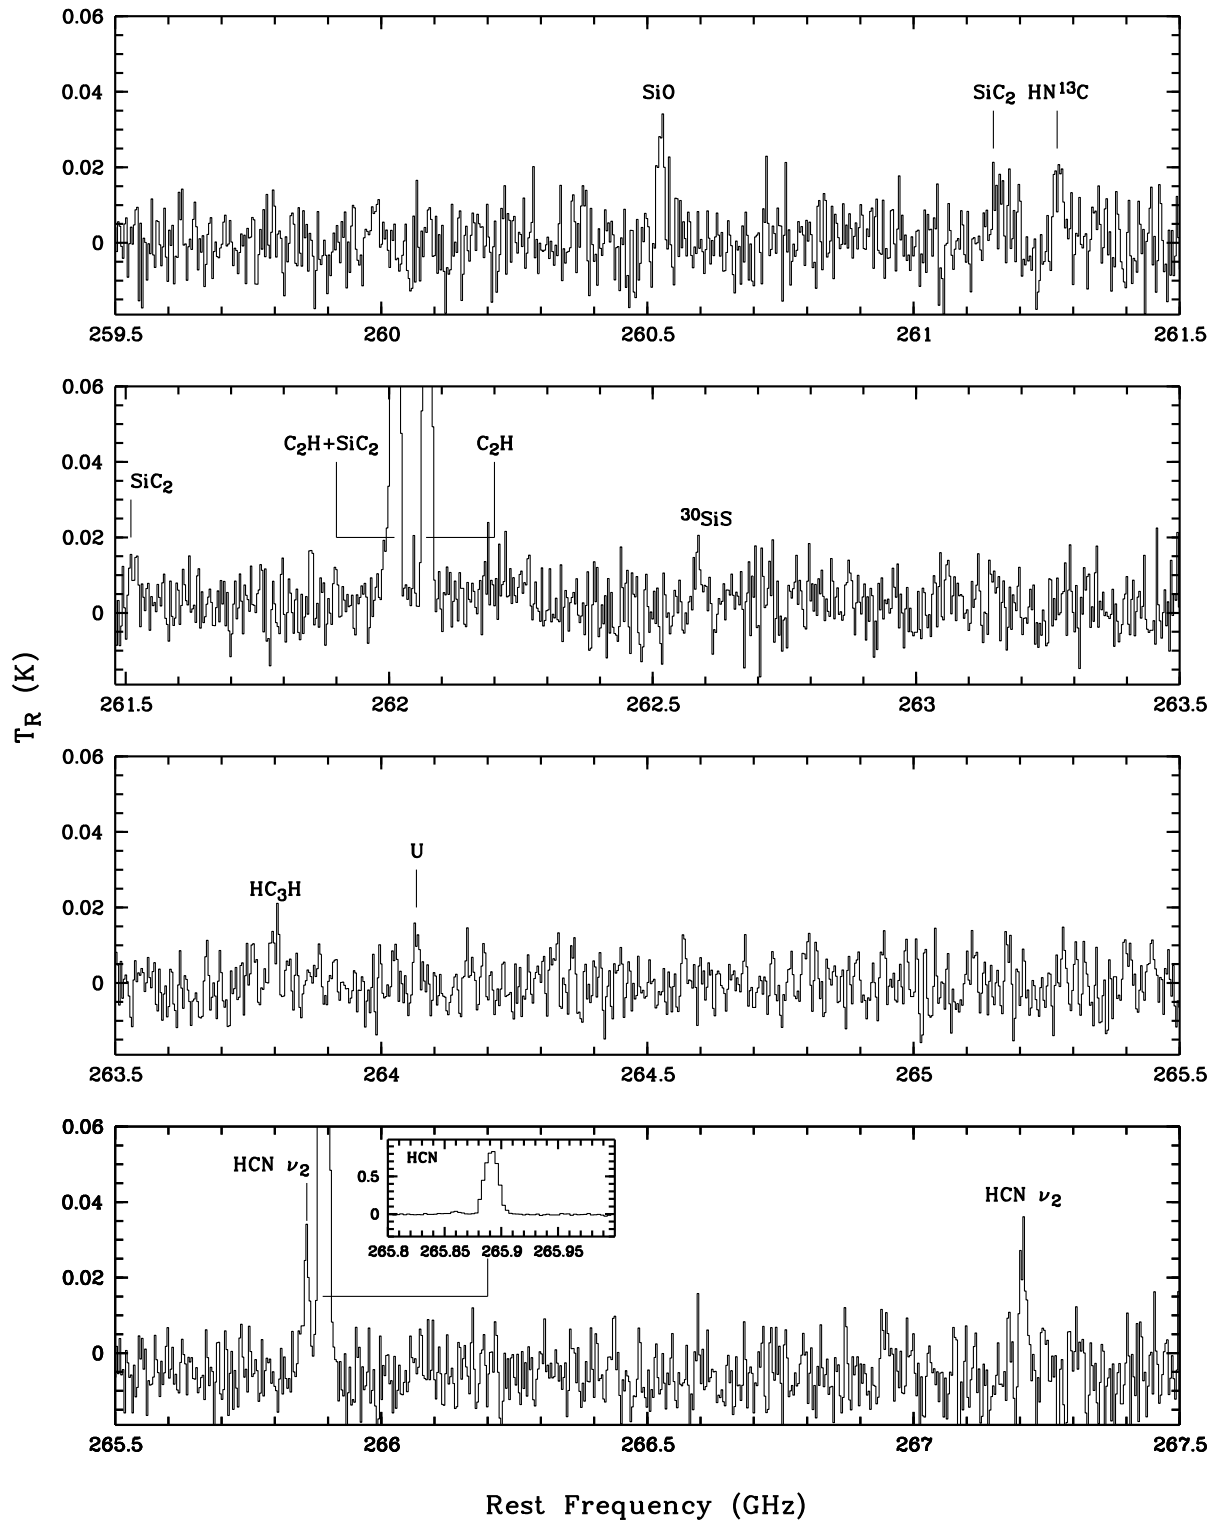 0.06
SiO
SiC₂ HN¹³C
0.04
0.02
0
259.5 260 260.5 261 261.5
0.06
C₂H+SiC₂
C₂H
0.04
SiC₂
³⁰SiS
0.02
0
261.5 262 262.5 263 263.5
T_R (K)
0.06
0.04
U
HC₃H
0.02
0
263.5 264 264.5 265 265.5
0.06
HCN
HCN ν₂
0.5
0
HCN ν₂
0.04
265.8 265.85 265.9 265.95
0.02
0
265.5 266 266.5 267 267.5
Rest Frequency (GHz)